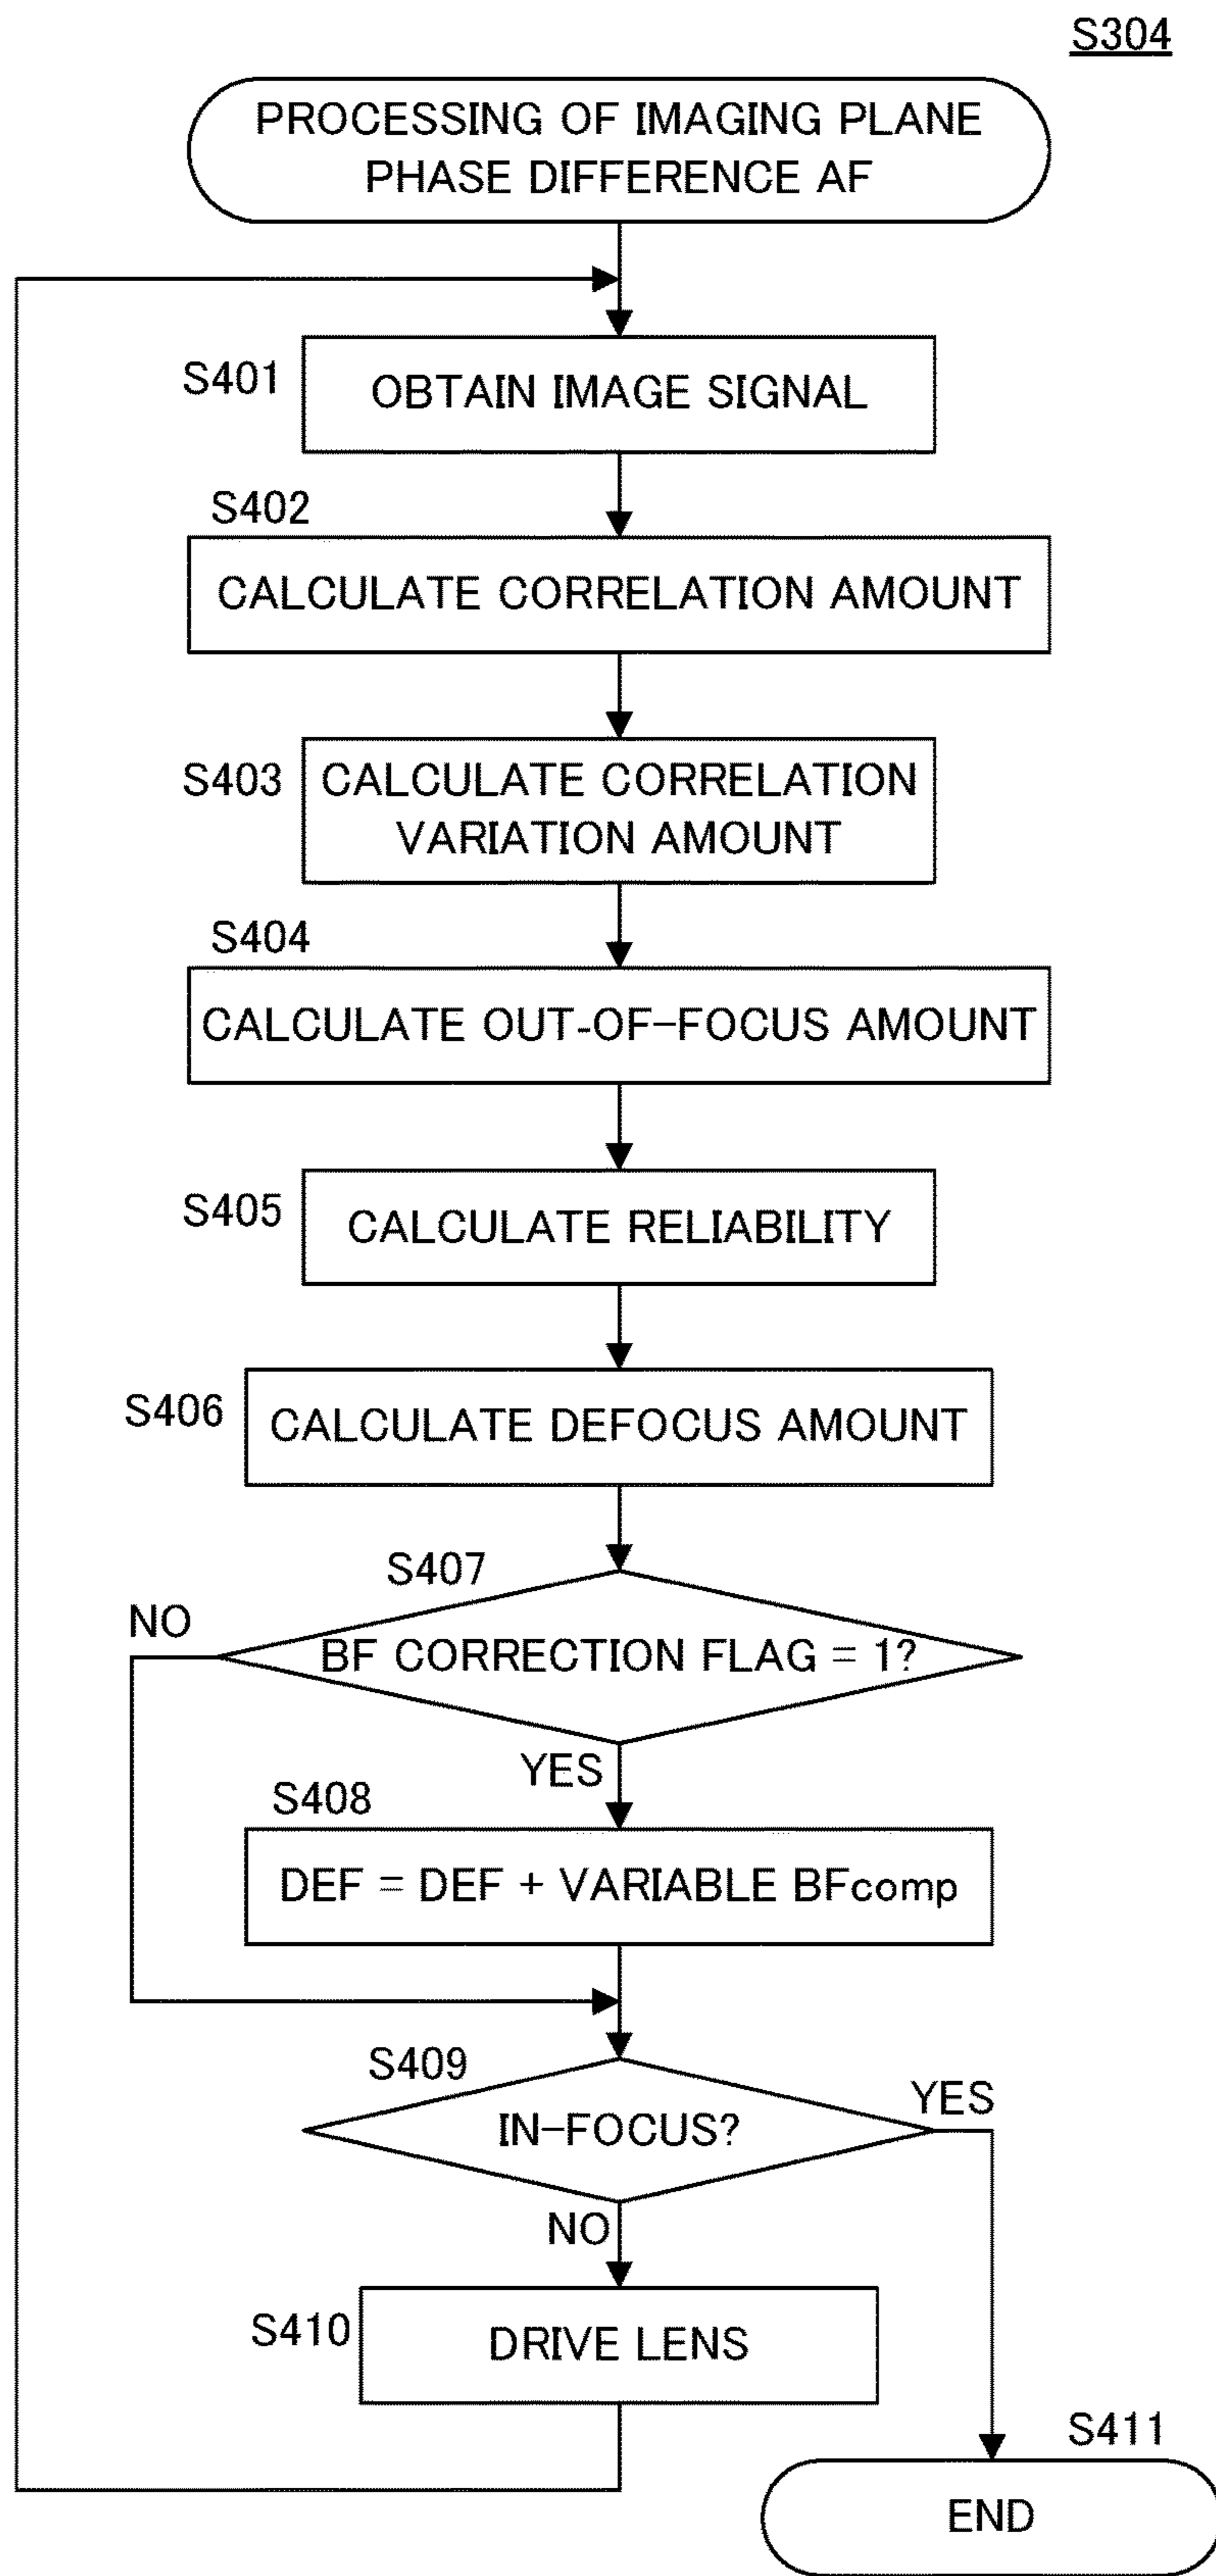 S304
PROCESSING OF IMAGING PLANE
PHASE DIFFERENCE AF
S401
OBTAIN IMAGE SIGNAL
S402
CALCULATE CORRELATION AMOUNT
S403
CALCULATE CORRELATION
VARIATION AMOUNT
S404
CALCULATE OUT-OF-FOCUS AMOUNT
S405
CALCULATE RELIABILITY
S406
CALCULATE DEFOCUS AMOUNT
S407
NO
BF CORRECTION FLAG = 1?
YES
S408
DEF = DEF + VARIABLE BFcomp
S409
YES
IN-FOCUS?
NO
S410
DRIVE LENS
S411
END